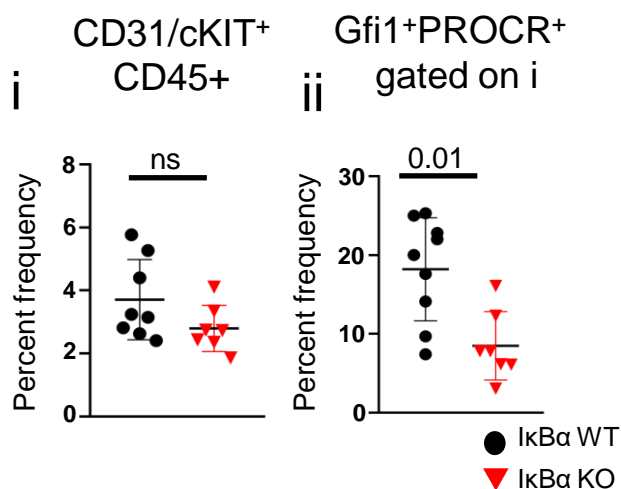 i
CD31/cKIT⁺
CD45+
ns
8
6
4
2
0
Percent frequency
ii
Gfi1⁺PROCR⁺
gated on i
0.01
30
20
10
0
Percent frequency
IκBα WT
IκBα KO